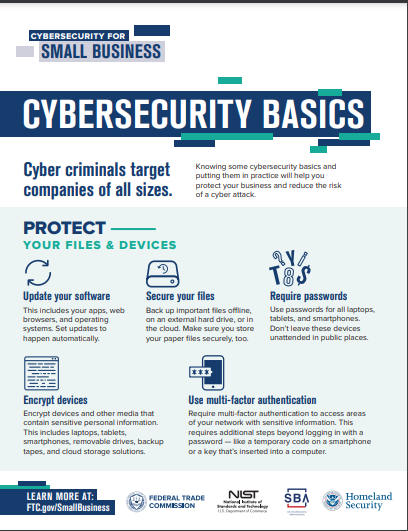 CYBERSECURITY FOR
SMALL BUSINESS
CYBERSECURITY BASICS
Cyber criminals target
companies of all sizes.
Knowing some cybersecurity basics and
putting them in practice will help you
protect your business and reduce the risk
of a cyber attack.
PROTECT
YOUR FILES & DEVICES
Update your software
This includes your apps, web
browsers, and operating
systems. Set updates to
happen automatically.
Secure your files
Back up important files offline,
on an external hard drive, or in
the cloud. Make sure you store
your paper files securely, too.
Require passwords
Use passwords for all laptops,
tablets, and smartphones.
Don't leave these devices
unattended in public places.
Encrypt devices
Encrypt devices and other media that
contain sensitive personal information.
This includes laptops, tablets,
smartphones, removable drives, backup
tapes, and cloud storage solutions.
***
Use multi-factor authentication
Require multi-factor authentication to access areas
of your network with sensitive information. This
requires additional steps beyond logging in with a
password — like a temporary code on a smartphone
or a key that's inserted into a computer.
LEARN MORE AT:
FTC.gov/SmallBusiness
FEDERAL TRADE
COMMISSION
NIST
National Institute of
Standards and Technology
U.S. Department of Commerce
SBA
Homeland
Security